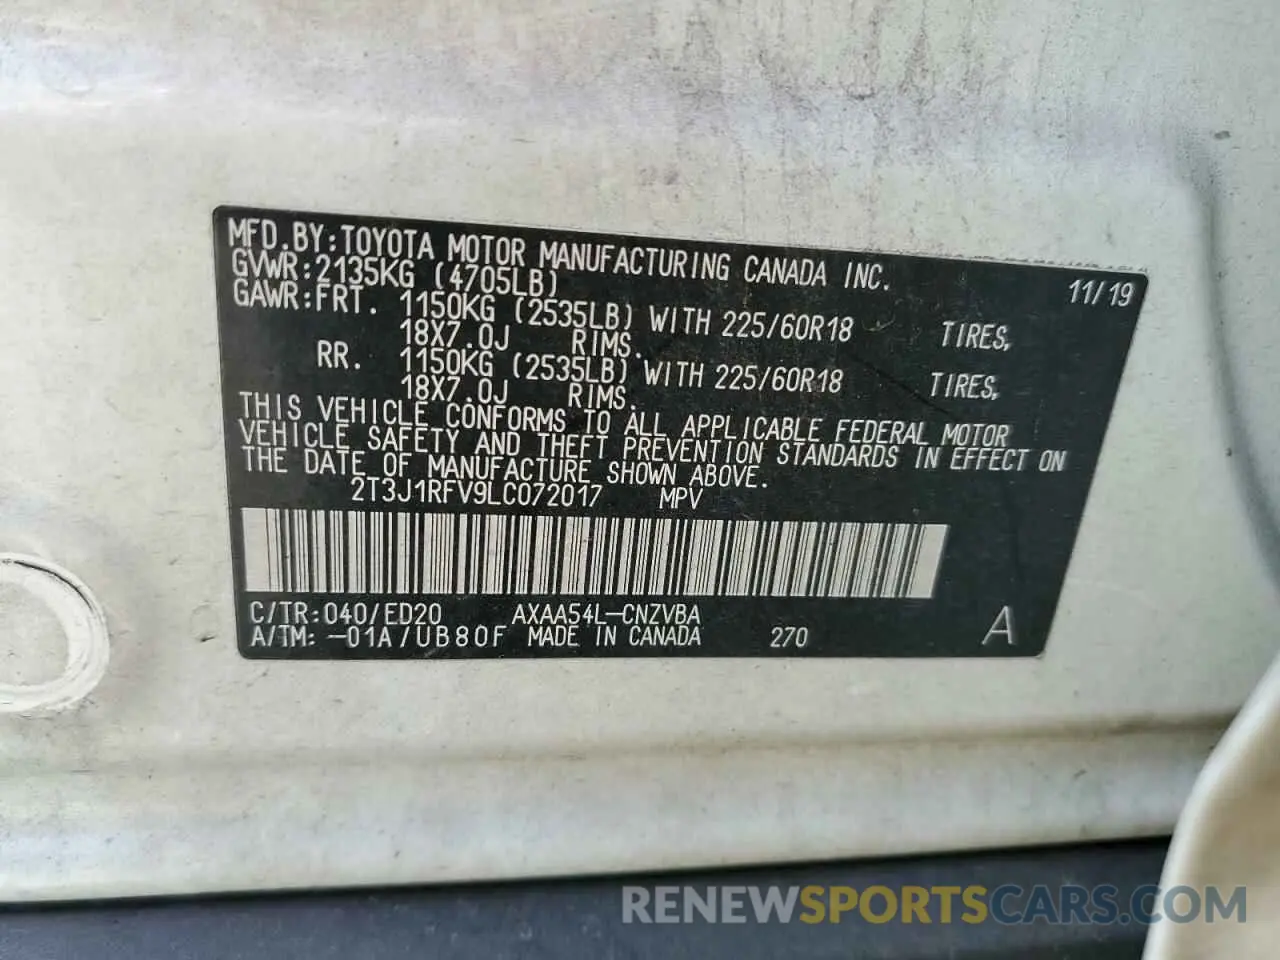 MFD.BY:TOYOTA MOTOR MANUFACTURING CANADA INC. 11/19
GVWR:2135KG (4705LB)
GAWR:FRT. 1150KG (2535LB) WITH 225/60R18 TIRES,
18X7.0J RIMS.
RR. 1150KG (2535LB) WITH 225/60R18 TIRES,
18X7.0J RIMS.
THIS VEHICLE CONFORMS TO ALL APPLICABLE FEDERAL MOTOR
VEHICLE SAFETY AND THEFT PREVENTION STANDARDS IN EFFECT ON
THE DATE OF MANUFACTURE SHOWN ABOVE.
2T3J1RFV9LC072017 MPV
C/TR:040/ED20 AXAA54L-CNZVBA
A/TM:-01A/UB80F MADE IN CANADA 270 A
RENEWSPORTSCARS.COM